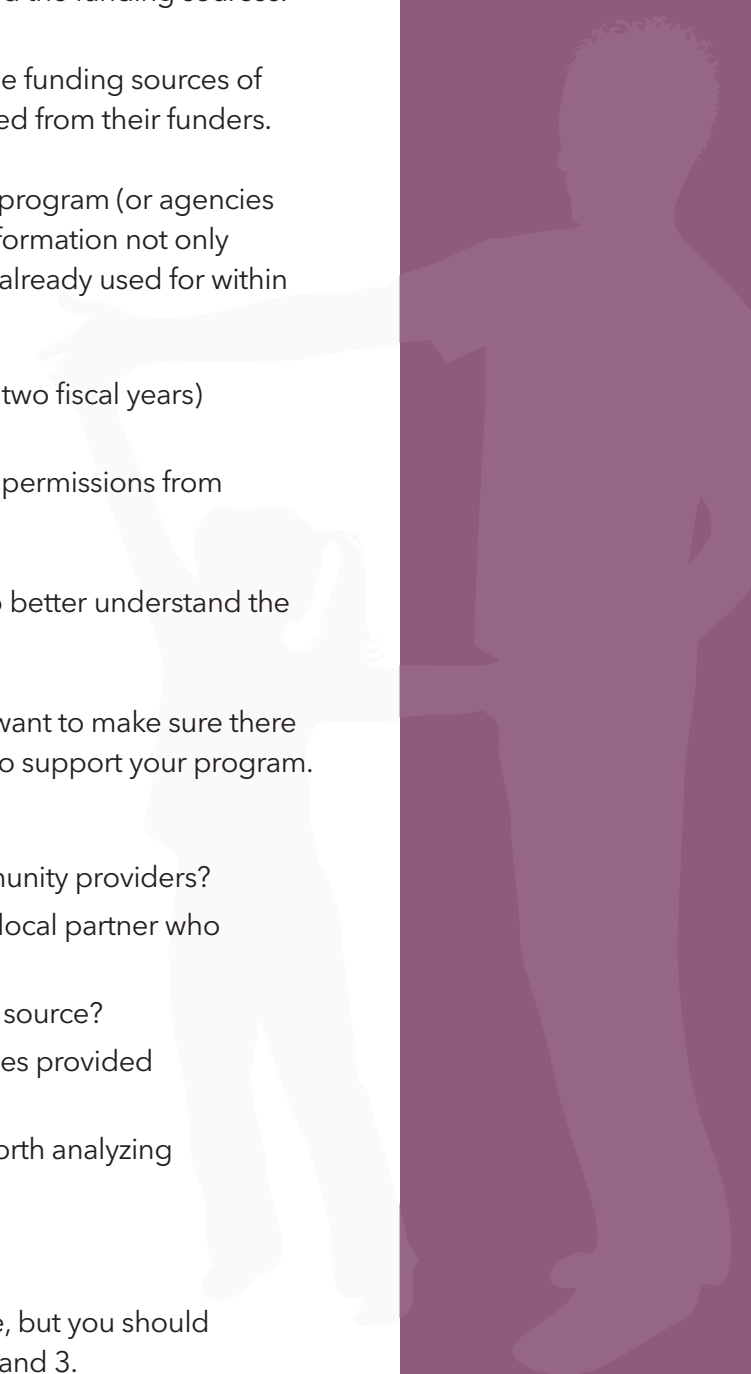 the funding sources.
e funding sources of
ed from their funders.
program (or agencies
formation not only
already used for within
two fiscal years)
permissions from
better understand the
want to make sure there
o support your program.
munity providers?
local partner who
source?
es provided
orth analyzing
e, but you should
and 3.